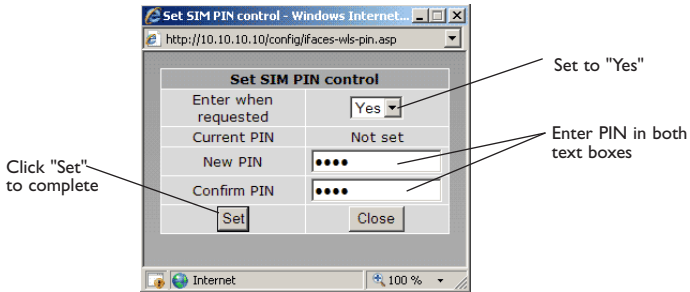 Set SIM PIN control - Windows Internet...
http://10.10.10.10/config/ifaces-wls-pin.asp
Set SIM PIN control
Enter when
requested
Yes
Set to "Yes"
Current PIN
Not set
New PIN
••••
Enter PIN in both
text boxes
Confirm PIN
••••
Click "Set"
to complete
Set
Close
Internet
100 %